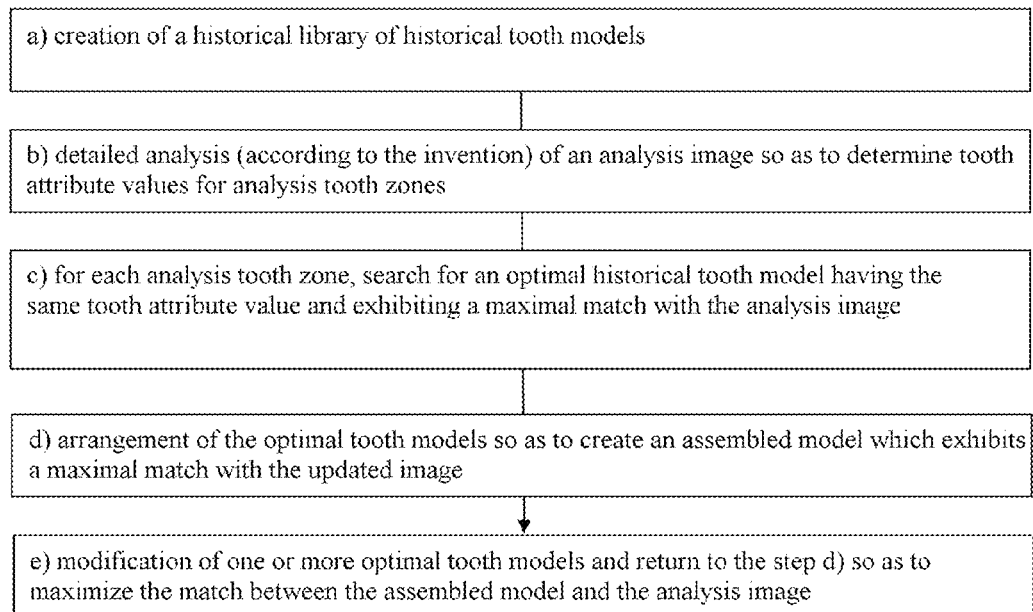 a) creation of a historical library of historical tooth models
b) detailed analysis (according to the invention) of an analysis image so as to determine tooth
attribute values for analysis tooth zones
c) for each analysis tooth zone, search for an optimal historical tooth model having the
same tooth attribute value and exhibiting a maximal match with the analysis image
d) arrangement of the optimal tooth models so as to create an assembled model which exhibits
a maximal match with the updated image
e) modification of one or more optimal tooth models and return to the step d) so as to
maximize the match between the assembled model and the analysis image